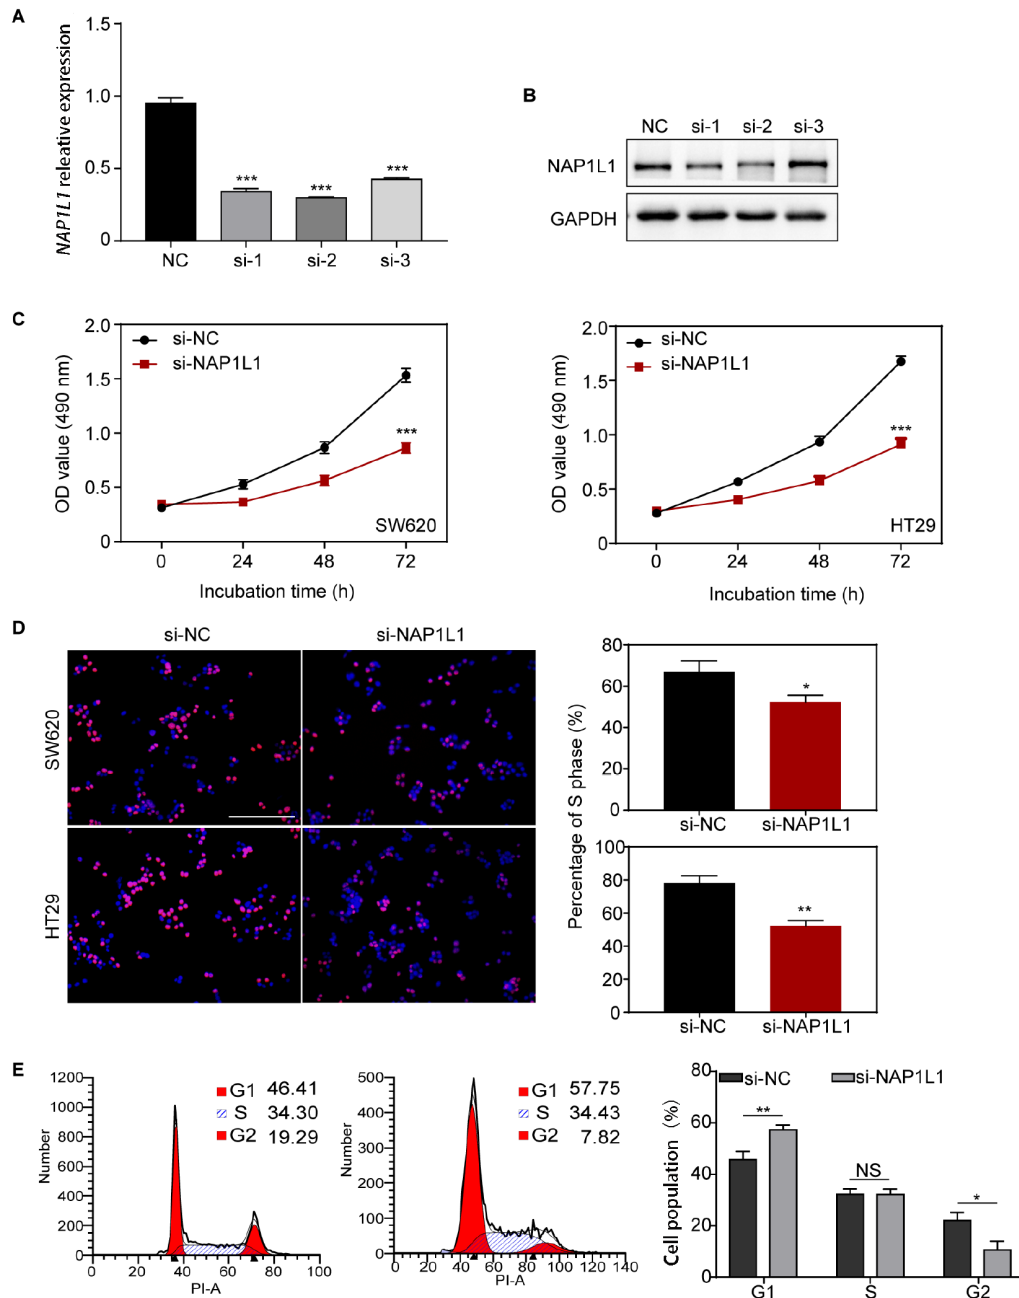 A
NAP1L1 releative expression
1.5
1.0
0.5
0
***
***
***
NC
si-1
si-2
si-3
B
NC
si-1
si-2
si-3
NAP1L1
GAPDH
C
OD value (490 nm)
2.0
1.5
1.0
0.5
0
si-NC
si-NAP1L1
***
SW620
0
24
48
72
Incubation time (h)
OD value (490 nm)
2.0
1.5
1.0
0.5
0
si-NC
si-NAP1L1
***
HT29
0
24
48
72
Incubation time (h)
D
si-NC
si-NAP1L1
SW620
HT29
Percentage of S phase (%)
80
60
40
20
0
*
si-NC
si-NAP1L1
100
80
60
40
20
0
**
si-NC
si-NAP1L1
E
Number
1200
1000
800
600
400
200
0
G1 46.41
S 34.30
G2 19.29
0
20
40
60
80
100
PI-A
Number
500
400
300
200
100
0
G1 57.75
S 34.43
G2 7.82
0
20
40
60
80
100
120
140
PI-A
Cell population (%)
80
60
40
20
0
si-NC
si-NAP1L1
**
NS
*
G1
S
G2